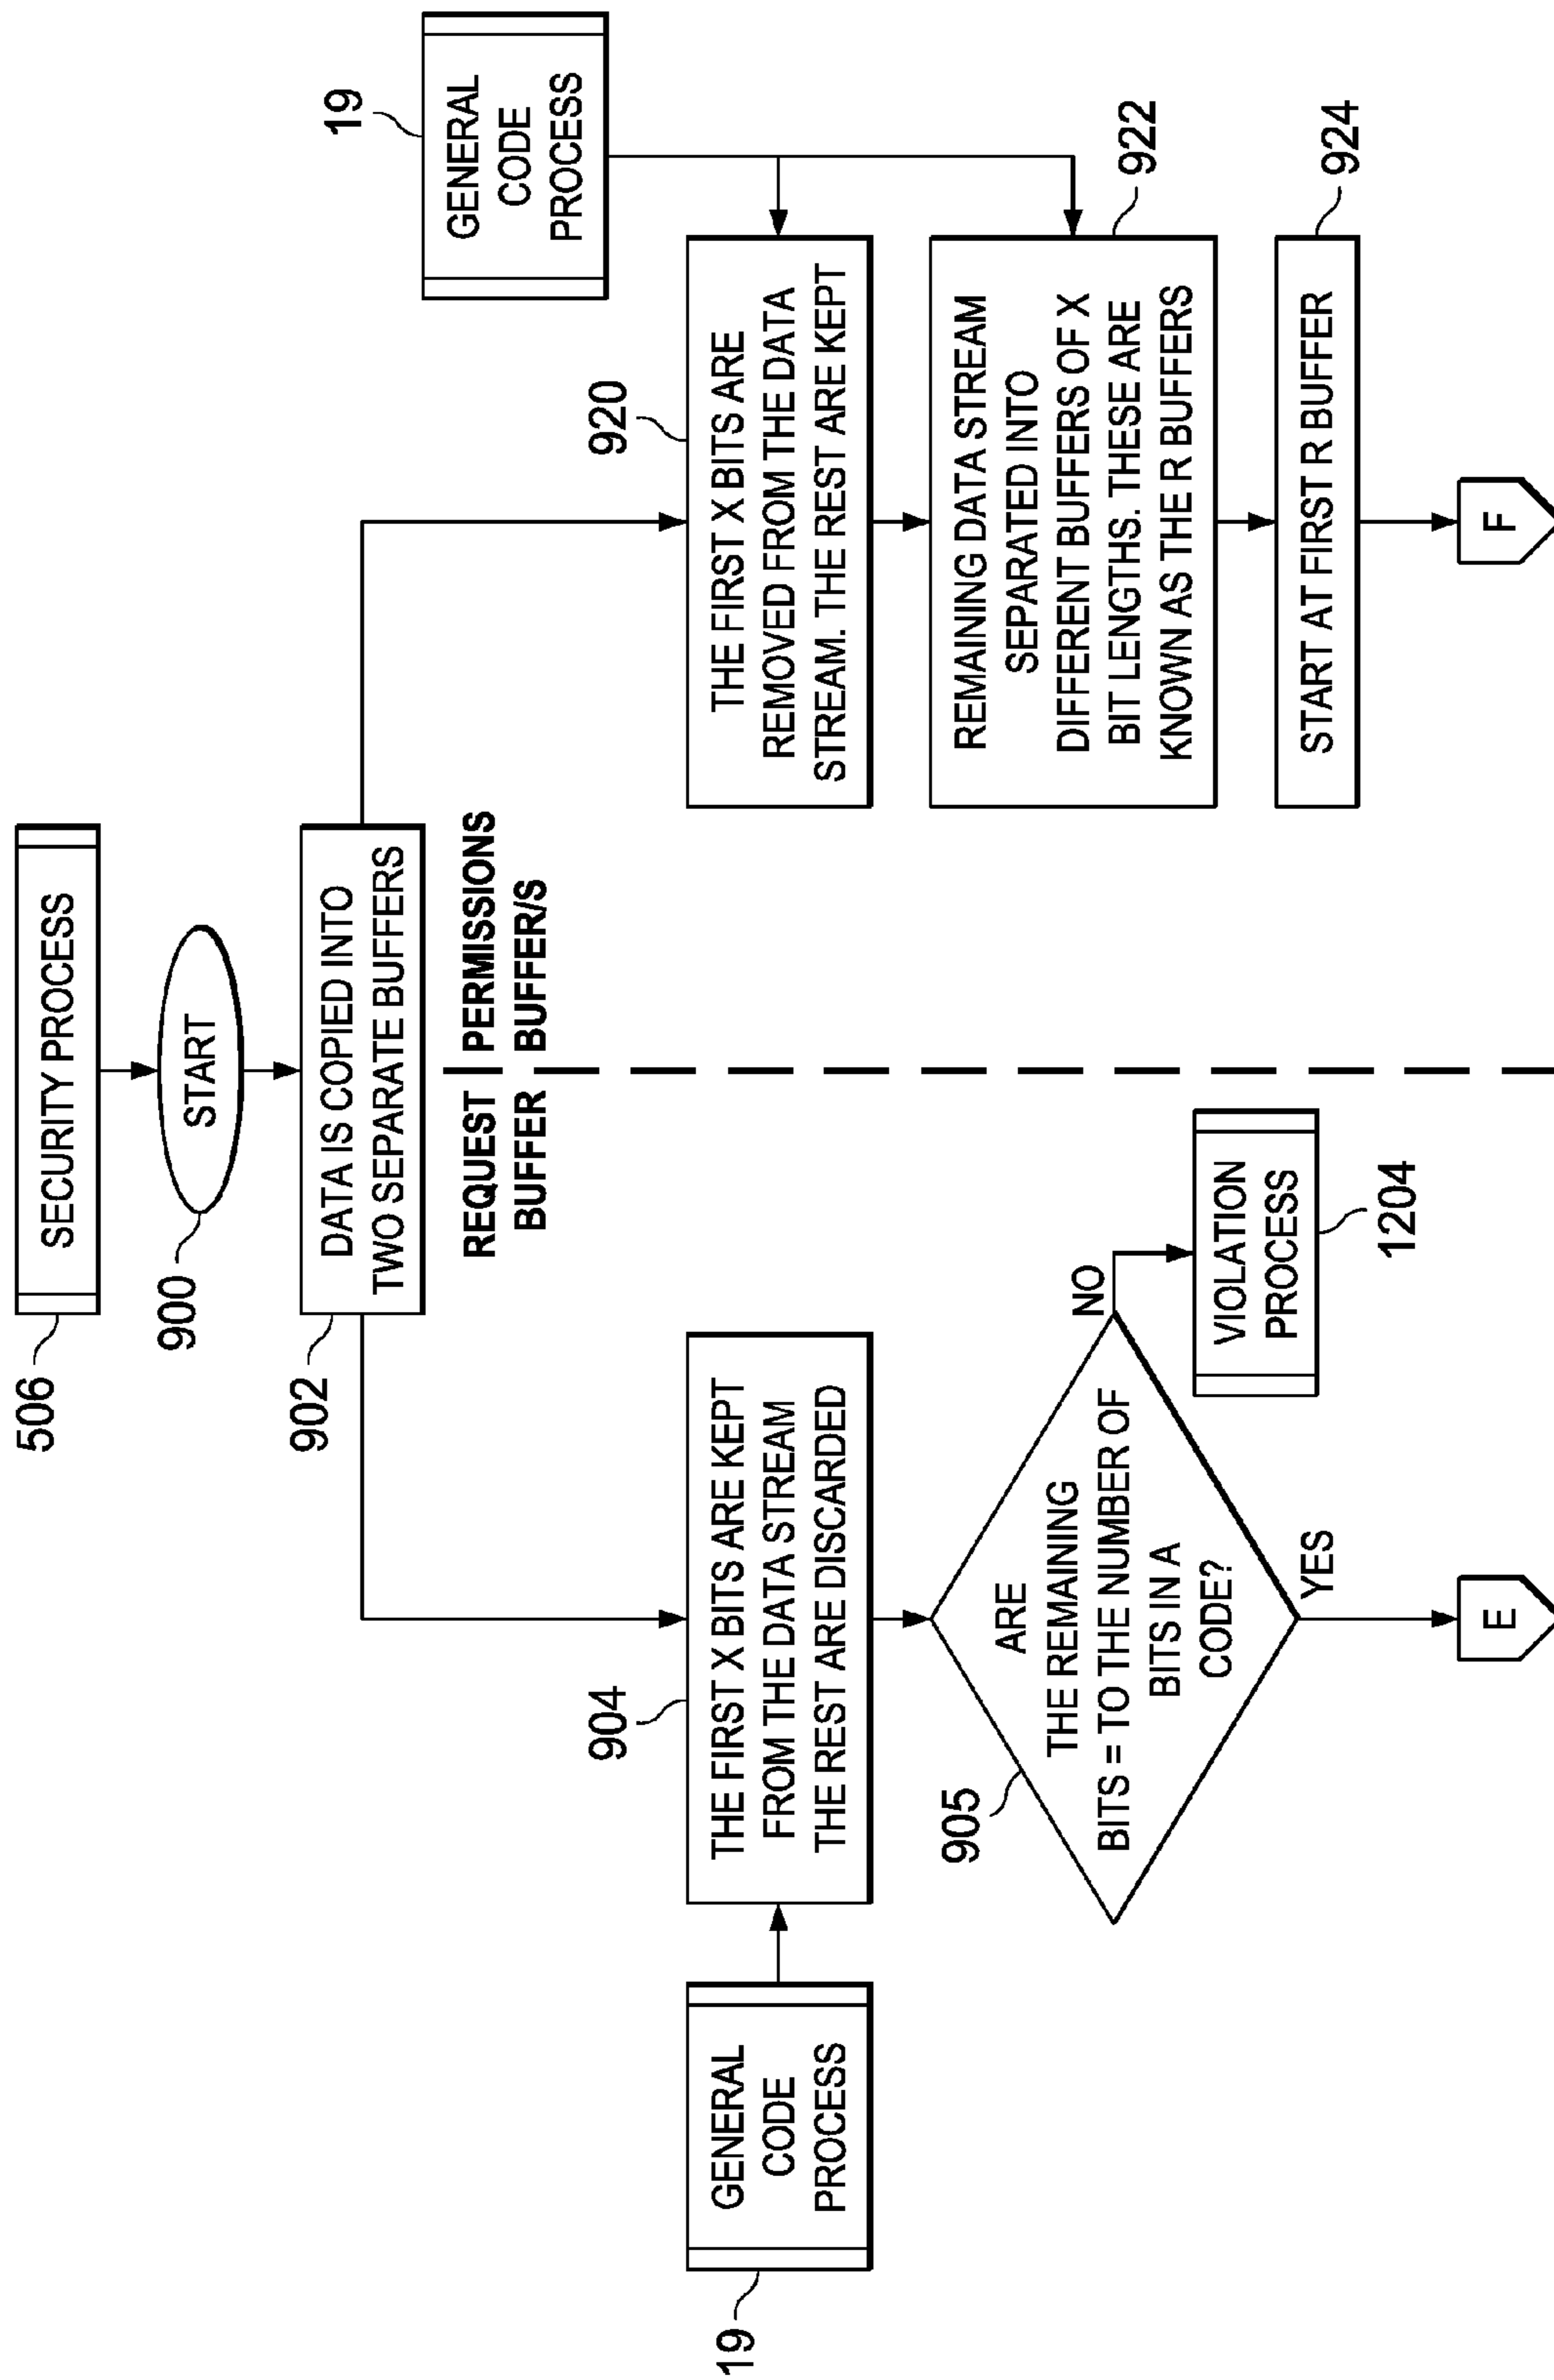 506
SECURITY PROCESS
900
START
902
DATA IS COPIED INTO
TWO SEPARATE BUFFERS
REQUEST
BUFFER
PERMISSIONS
BUFFER/S
19
GENERAL
CODE
PROCESS
904
THE FIRST X BITS ARE KEPT
FROM THE DATA STREAM
THE REST ARE DISCARDED
905
ARE
THE REMAINING
BITS = TO THE NUMBER OF
BITS IN A
CODE?
NO
VIOLATION
PROCESS
1204
YES
E
19
GENERAL
CODE
PROCESS
920
THE FIRST X BITS ARE
REMOVED FROM THE DATA
STREAM. THE REST ARE KEPT
REMAINING DATA STREAM
SEPARATED INTO
DIFFERENT BUFFERS OF X
BIT LENGTHS. THESE ARE
KNOWN AS THE R BUFFERS
922
START AT FIRST R BUFFER
924
F